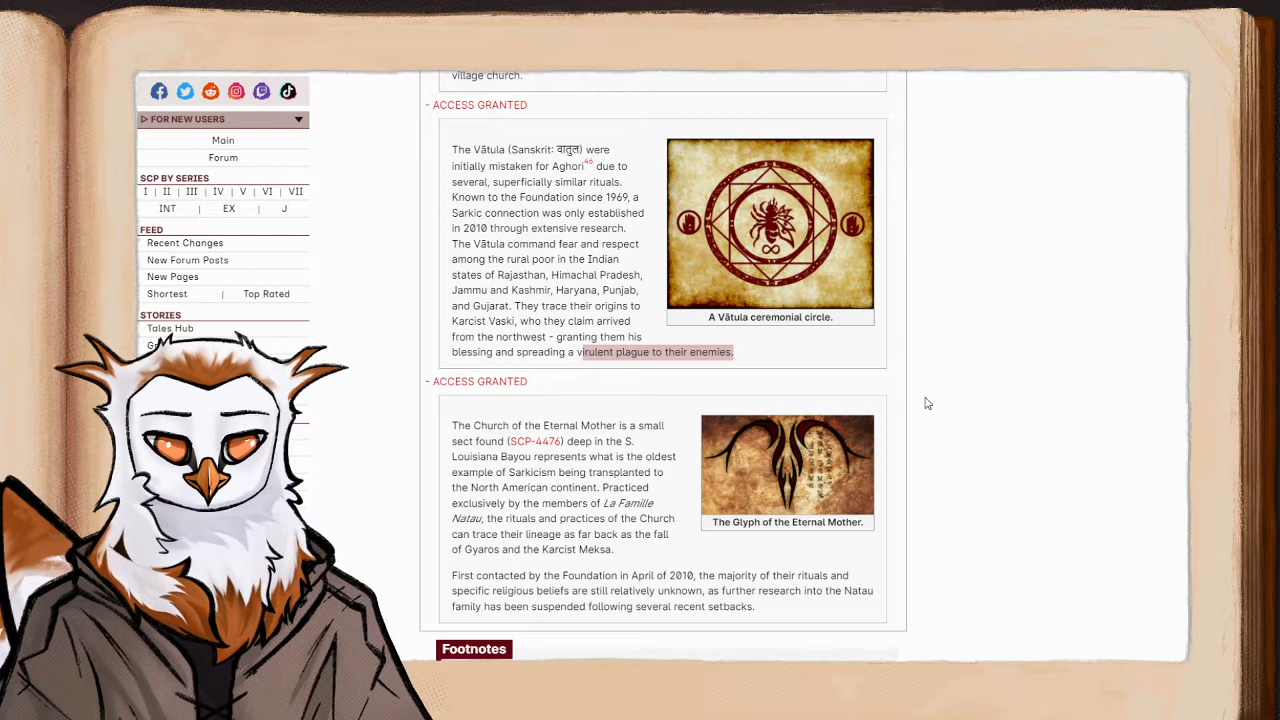 village church.
- ACCESS GRANTED
▷ FOR NEW USERS
Main
Forum
SCP BY SERIES
I | II | III | IV | V | VI | VII
INT | EX | J
FEED
Recent Changes
New Forum Posts
New Pages
Shortest | Top Rated
STORIES
Tales Hub
The Vātula (Sanskrit: वातुल) were
initially mistaken for Aghori46 due to
several, superficially similar rituals.
Known to the Foundation since 1969, a
Sarkic connection was only established
in 2010 through extensive research.
The Vātula command fear and respect
among the rural poor in the Indian
states of Rajasthan, Himachal Pradesh,
Jammu and Kashmir, Haryana, Punjab,
and Gujarat. They trace their origins to
Karcist Vaski, who they claim arrived
from the northwest - granting them his
blessing and spreading a virulent plague to their enemies.
A Vātula ceremonial circle.
- ACCESS GRANTED
The Church of the Eternal Mother is a small
sect found (SCP-4476) deep in the S.
Louisiana Bayou represents what is the oldest
example of Sarkicism being transplanted to
the North American continent. Practiced
exclusively by the members of La Famille
Natau, the rituals and practices of the Church
can trace their lineage as far back as the fall
of Gyaros and the Karcist Meksa.
The Glyph of the Eternal Mother.
First contacted by the Foundation in April of 2010, the majority of their rituals and
specific religious beliefs are still relatively unknown, as further research into the Natau
family has been suspended following several recent setbacks.
Footnotes